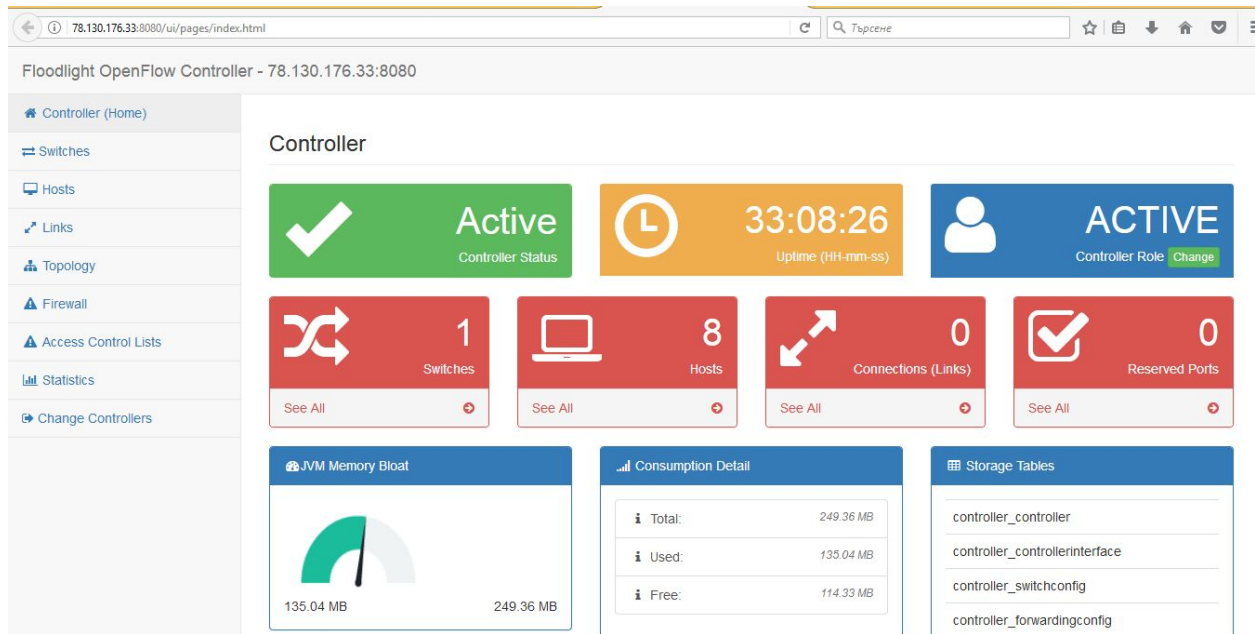 78.130.176.33:8080/ui/pages/index.html
Търсене
Floodlight OpenFlow Controller - 78.130.176.33:8080
Controller (Home)
Switches
Hosts
Links
Topology
Firewall
Access Control Lists
Statistics
Change Controllers
Controller
Active
Controller Status
33:08:26
Uptime (HH-mm-ss)
ACTIVE
Controller Role Change
1
Switches
See All
8
Hosts
See All
0
Connections (Links)
See All
0
Reserved Ports
See All
JVM Memory Bloat
135.04 MB 249.36 MB
Consumption Detail
Total: 249.36 MB
Used: 135.04 MB
Free: 114.33 MB
Storage Tables
controller_controller
controller_controllerinterface
controller_switchconfig
controller_forwardingconfig